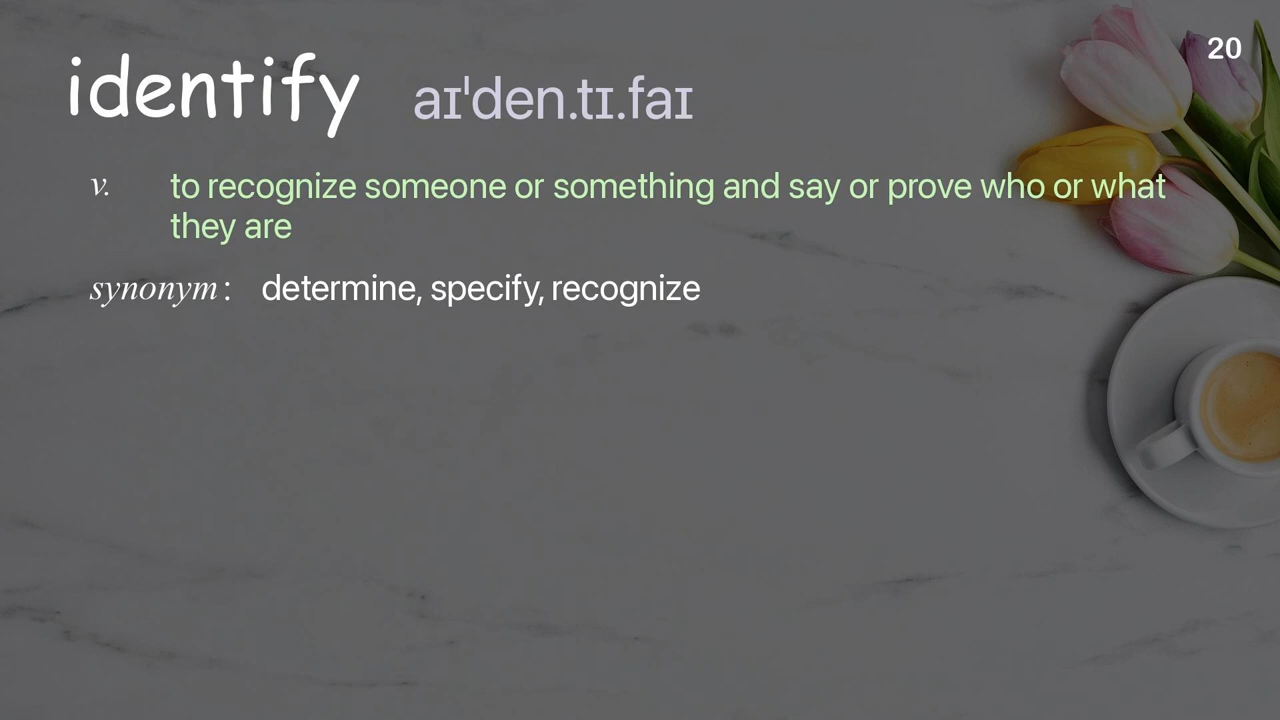 20
identify aɪˈden.tɪ.faɪ
v. to recognize someone or something and say or prove who or what
they are
synonym: determine, specify, recognize